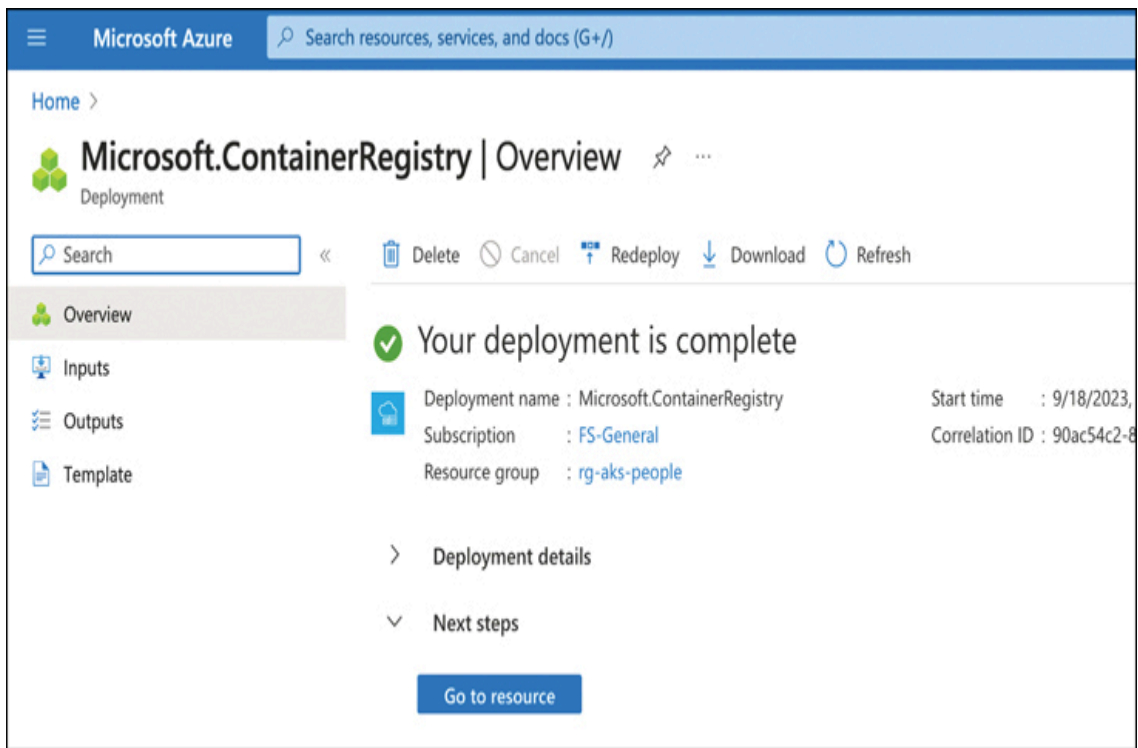 Microsoft Azure
Search resources, services, and docs (G+/)
Home >
Microsoft.ContainerRegistry | Overview
Deployment
Search
Delete Cancel Redeploy Download Refresh
Overview
Inputs
Outputs
Template
Your deployment is complete
Deployment name : Microsoft.ContainerRegistry
Subscription : FS-General
Resource group : rg-aks-people
Start time : 9/18/2023,
Correlation ID : 90ac54c2-8
Deployment details
Next steps
Go to resource